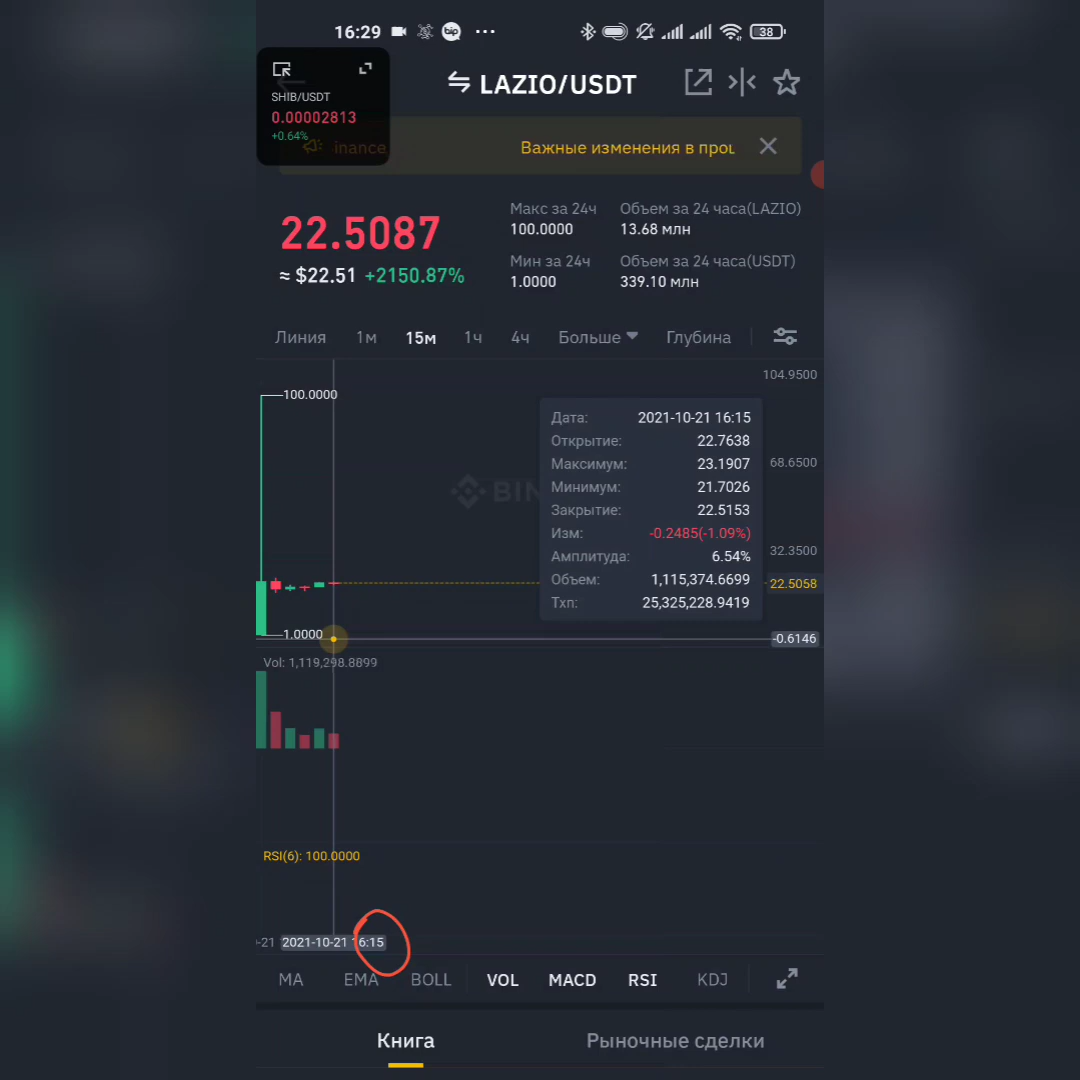 16:29 bip ... 38
SHIB/USDT
0.00002813
+0.64%
LAZIO/USDT
inance
Важные изменения в проц
22.5087
≈ $22.51 +2150.87%
Макс за 24ч
100.0000
Объем за 24 часа(LAZIO)
13.68 млн
Мин за 24ч
1.0000
Объем за 24 часа(USDT)
339.10 млн
Линия 1м 15м 1ч 4ч Больше Глубина
104.9500
100.0000
Дата: 2021-10-21 16:15
Открытие: 22.7638
Максимум: 23.1907
Минимум: 21.7026
Закрытие: 22.5153
Изм: -0.2485(-1.09%)
Амплитуда: 6.54%
Объем: 1,115,374.6699
Тхп: 25,325,228.9419
68.6500
BIN
32.3500
22.5058
1.0000
-0.6146
Vol: 1,119,298.8899
RSI(6): 100.0000
-21 2021-10-21 16:15
MA EMA BOLL VOL MACD RSI KDJ
Книга Рыночные сделки